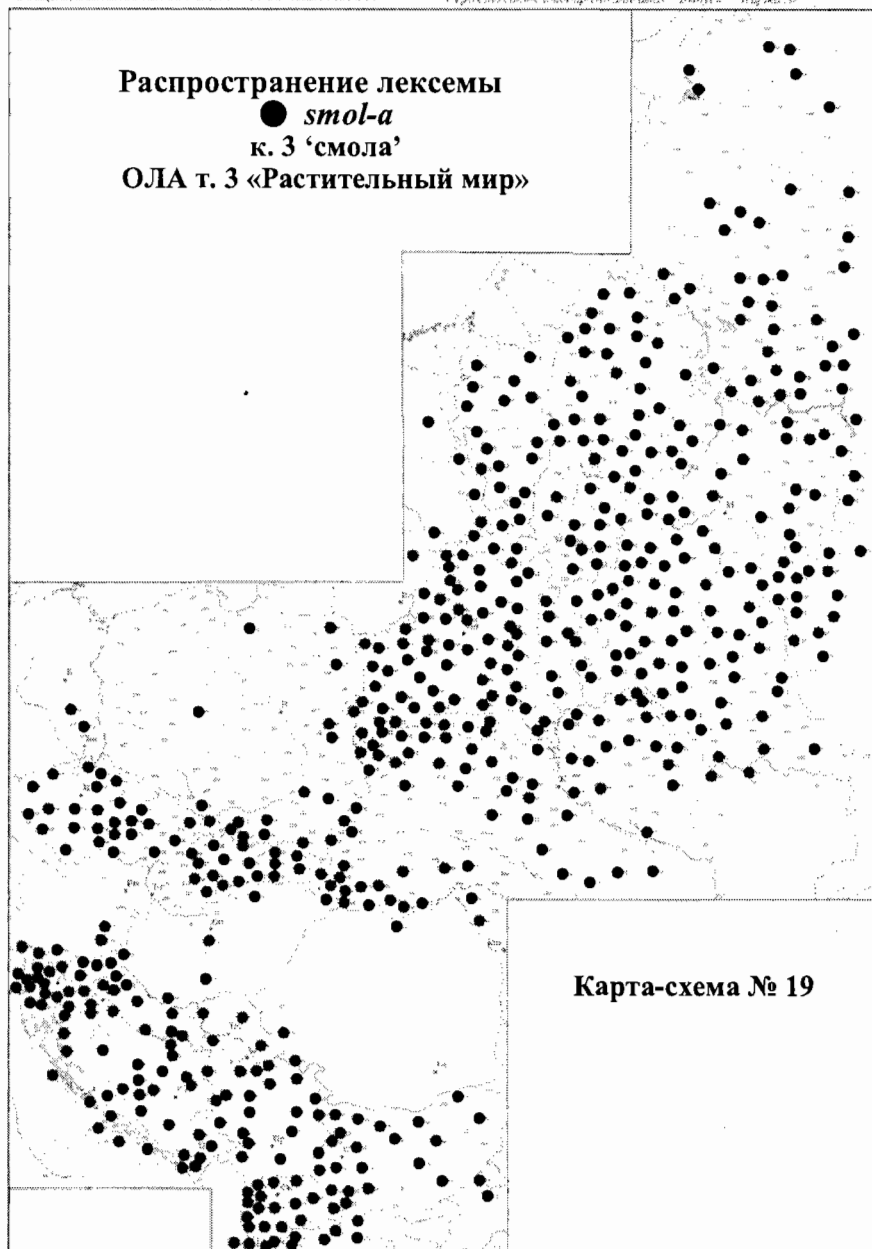 Распространение лексемы
smol-a
к. 3 ‘смола’
ОЛА т. 3 «Растительный мир»
Карта-схема № 19